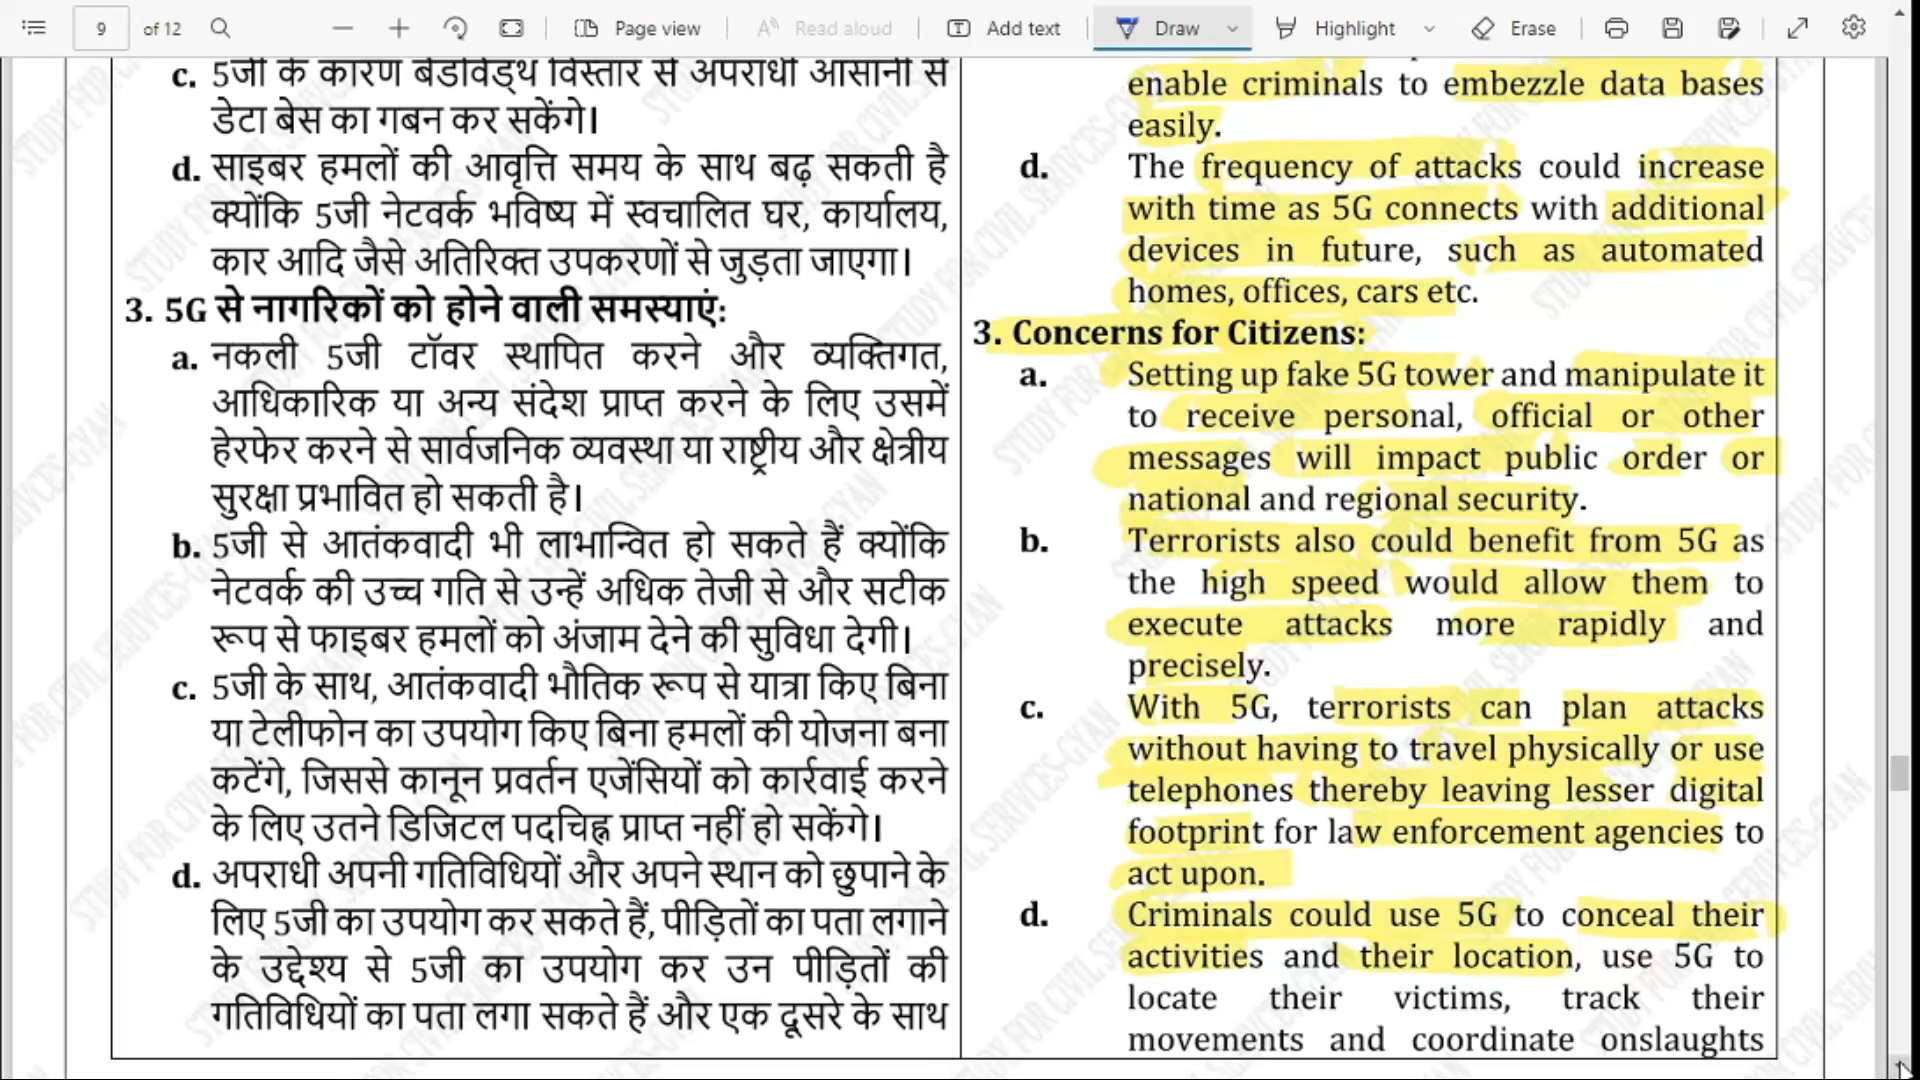 9 of 12 Page view Read aloud Add text Draw Highlight Erase
c. 5जी के कारण बैंडविड्थ विस्तार से अपराधी आसानी से
डेटा बेस का गबन कर सकेंगे।
d. साइबर हमलों की आवृत्ति समय के साथ बढ़ सकती है
क्योंकि 5जी नेटवर्क भविष्य में स्वचालित घर, कार्यालय,
कार आदि जैसे अतिरिक्त उपकरणों से जुड़ता जाएगा।
3. 5G से नागरिकों को होने वाली समस्याएं:
a. नकली 5जी टॉवर स्थापित करने और व्यक्तिगत,
आधिकारिक या अन्य संदेश प्राप्त करने के लिए उसमें
हेरफेर करने से सार्वजनिक व्यवस्था या राष्ट्रीय और क्षेत्रीय
सुरक्षा प्रभावित हो सकती है।
b. 5जी से आतंकवादी भी लाभान्वित हो सकते हैं क्योंकि
नेटवर्क की उच्च गति से उन्हें अधिक तेजी से और सटीक
रूप से फाइबर हमलों को अंजाम देने की सुविधा देगी।
c. 5जी के साथ, आतंकवादी भौतिक रूप से यात्रा किए बिना
या टेलीफोन का उपयोग किए बिना हमलों की योजना बना
कटेंगे, जिससे कानून प्रवर्तन एजेंसियों को कार्रवाई करने
के लिए उतने डिजिटल पदचिह्न प्राप्त नहीं हो सकेंगे।
d. अपराधी अपनी गतिविधियों और अपने स्थान को छुपाने के
लिए 5जी का उपयोग कर सकते हैं, पीड़ितों का पता लगाने
के उद्देश्य से 5जी का उपयोग कर उन पीड़ितों की
गतिविधियों का पता लगा सकते हैं और एक दूसरे के साथ
enable criminals to embezzle data bases
easily.
d. The frequency of attacks could increase
with time as 5G connects with additional
devices in future, such as automated
homes, offices, cars etc.
3. Concerns for Citizens:
a. Setting up fake 5G tower and manipulate it
to receive personal, official or other
messages will impact public order or
national and regional security.
b. Terrorists also could benefit from 5G as
the high speed would allow them to
execute attacks more rapidly and
precisely.
c. With 5G, terrorists can plan attacks
without having to travel physically or use
telephones thereby leaving lesser digital
footprint for law enforcement agencies to
act upon.
d. Criminals could use 5G to conceal their
activities and their location, use 5G to
locate their victims, track their
movements and coordinate onslaughts